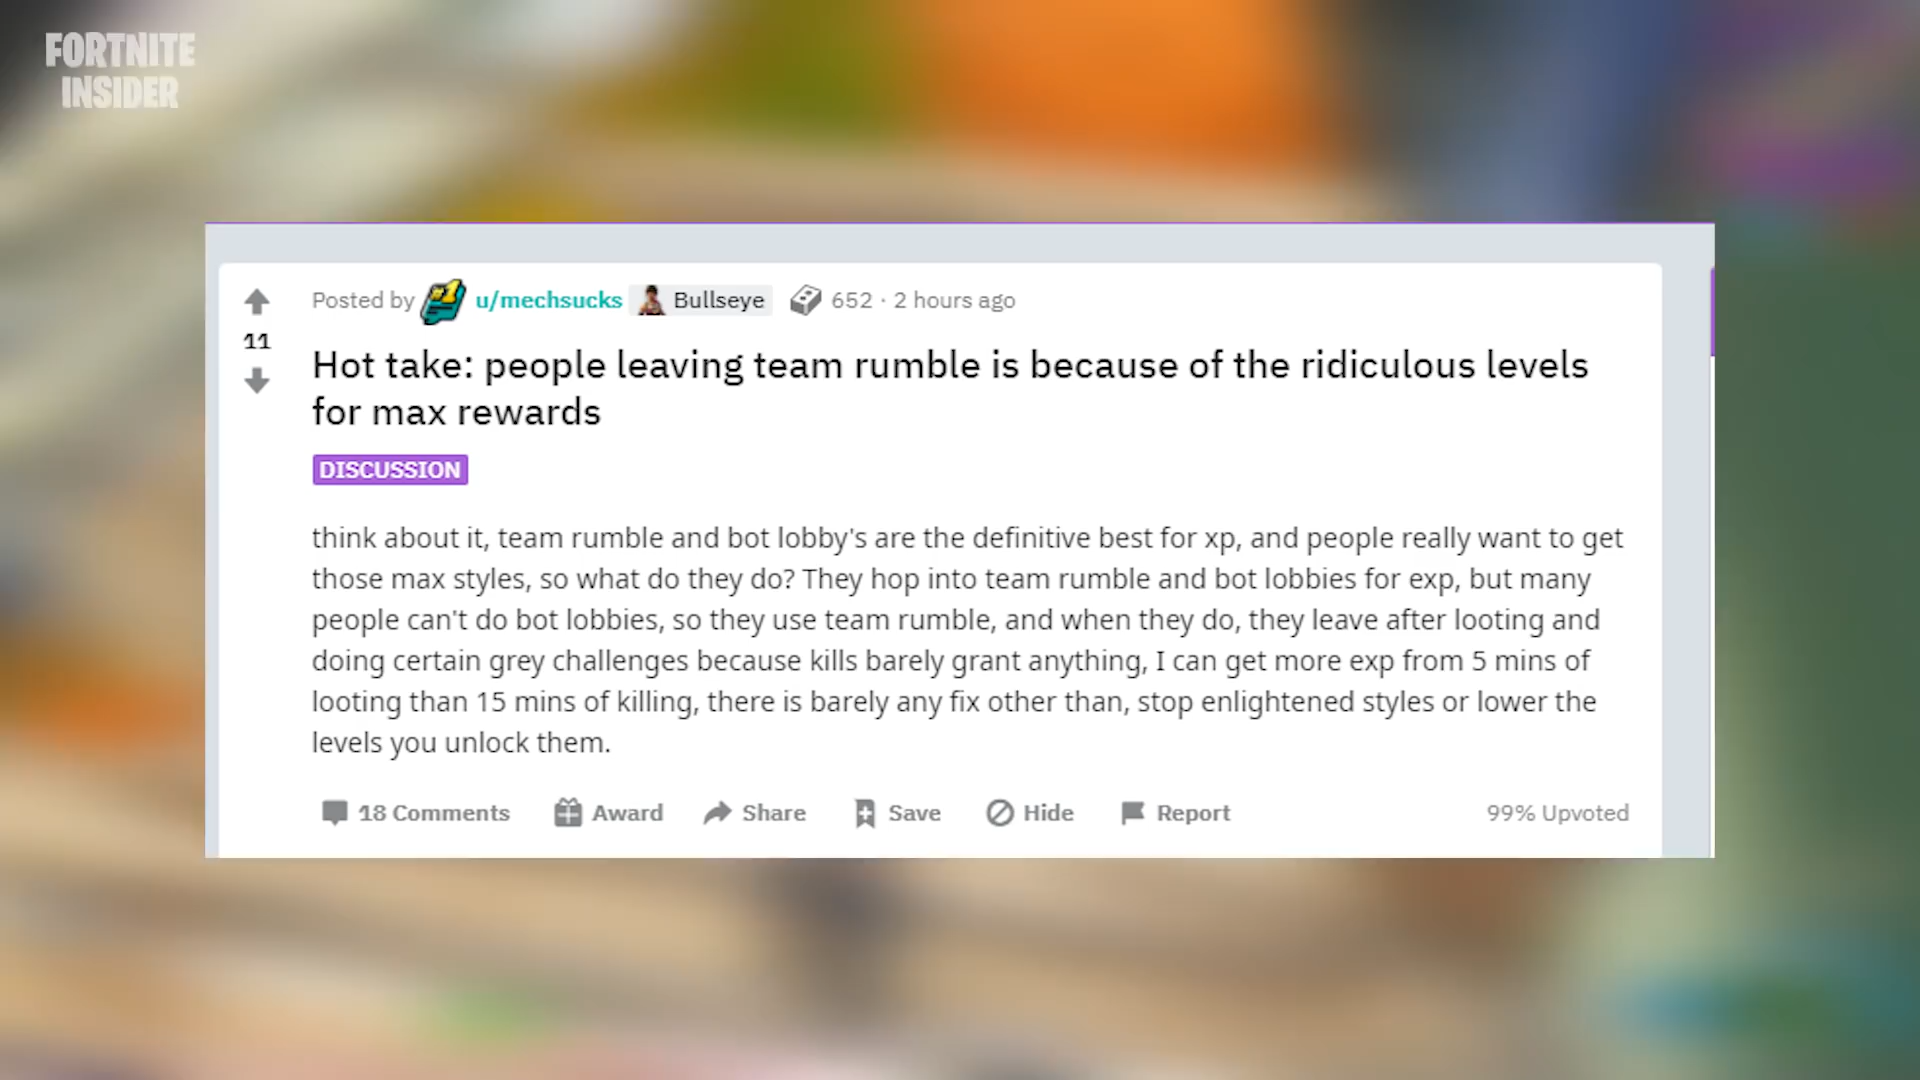 FORTNITE
INSIDER
Posted by u/mechsucks Bullseye 652 · 2 hours ago
11
Hot take: people leaving team rumble is because of the ridiculous levels
for max rewards
DISCUSSION
think about it, team rumble and bot lobby's are the definitive best for xp, and people really want to get
those max styles, so what do they do? They hop into team rumble and bot lobbies for exp, but many
people can't do bot lobbies, so they use team rumble, and when they do, they leave after looting and
doing certain grey challenges because kills barely grant anything, I can get more exp from 5 mins of
looting than 15 mins of killing, there is barely any fix other than, stop enlightened styles or lower the
levels you unlock them.
18 Comments Award Share Save Hide Report 99% Upvoted